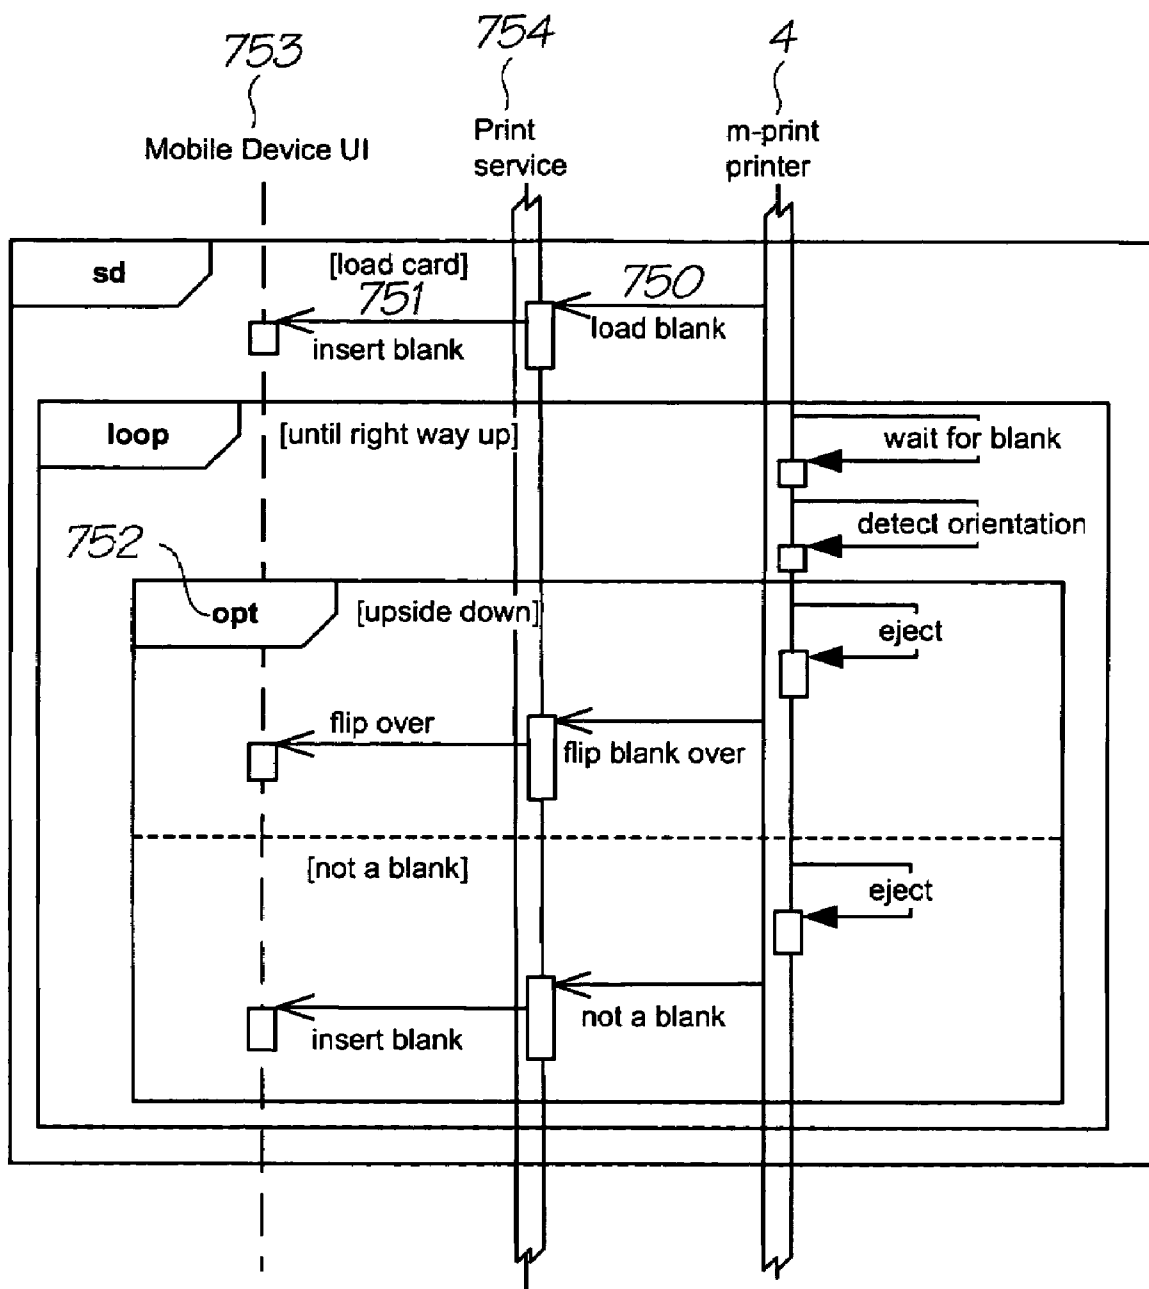 753
754
4
Mobile Device UI
Print
service
m-print
printer
sd
[load card]
751
750
insert blank
load blank
loop
[until right way up]
wait for blank
detect orientation
752
opt
[upside down]
eject
flip over
flip blank over
[not a blank]
eject
insert blank
not a blank